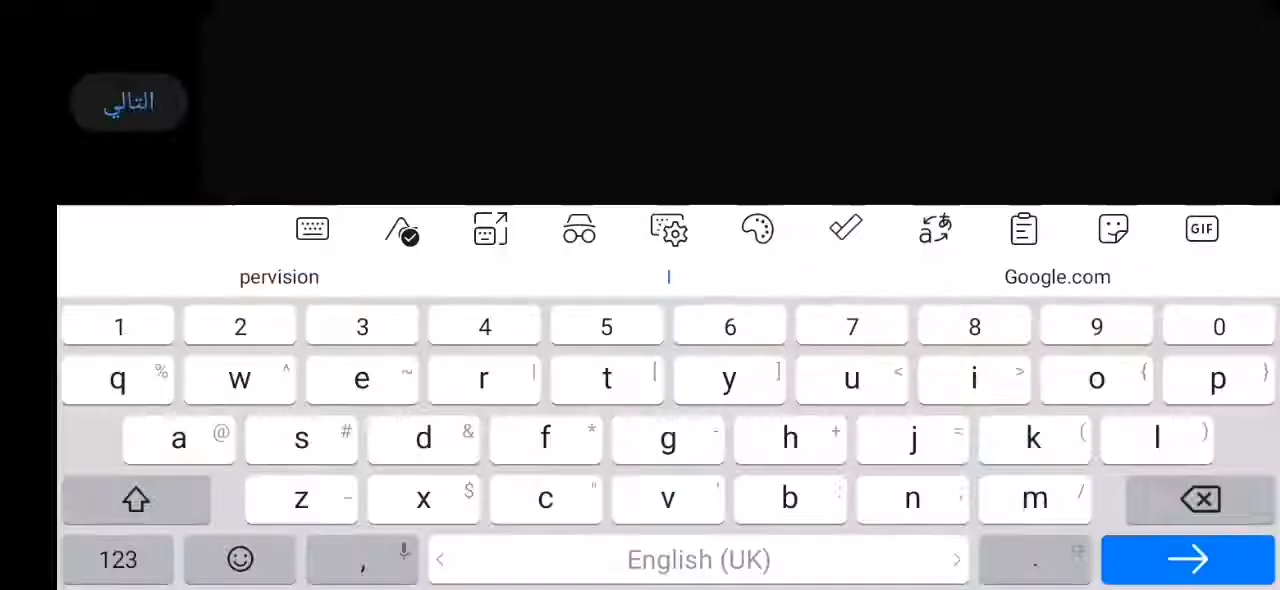 التالي
GIF
pervision I Google.com
1 2 3 4 5 6 7 8 9 0
q % w ^ e ~ r | t [ y ] u < i > o { p }
a @ s # d & f * g - h + j = k ( l )
z _ x $ c " v ' b : n ; m /
123 , < English (UK) > .